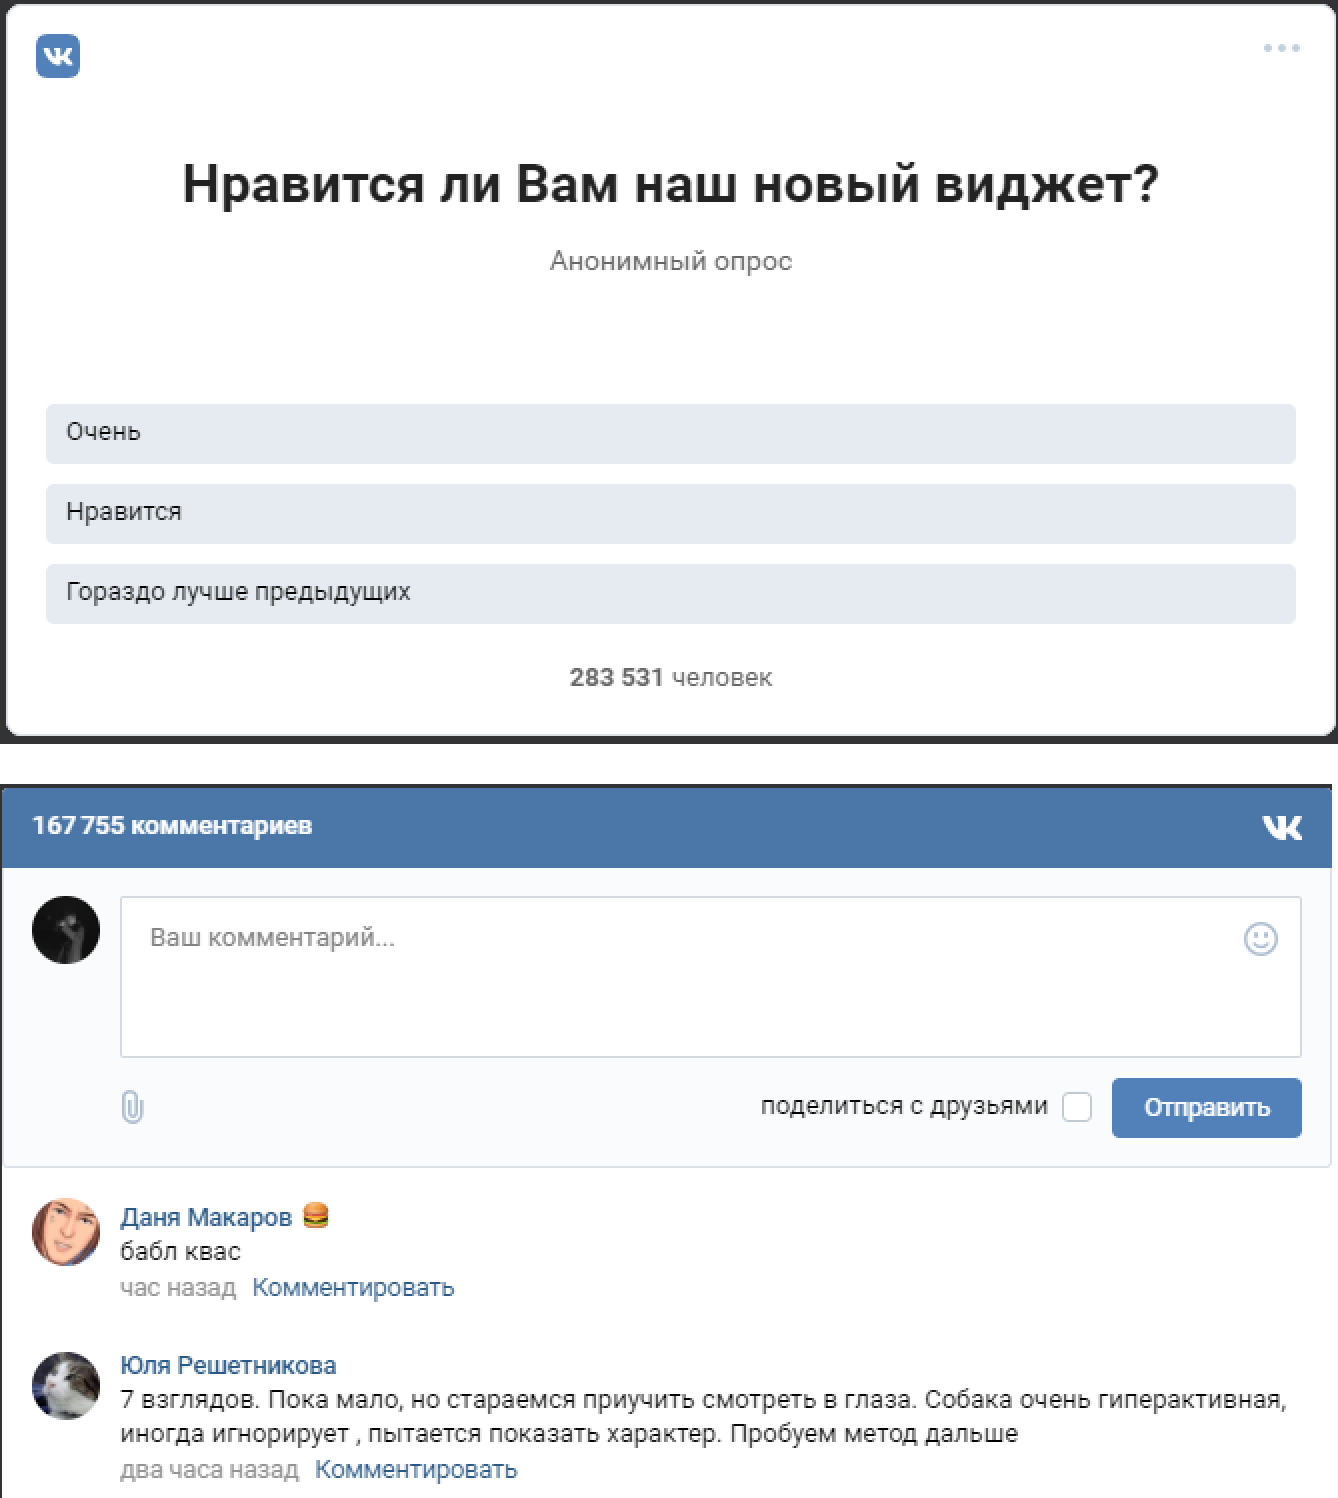 Нравится ли Вам наш новый виджет?
Анонимный опрос
Очень
Нравится
Гораздо лучше предыдущих
283 531 человек
167 755 комментариев
Ваш комментарий...
поделиться с друзьями
Отправить
Даня Макаров 🍔
бабл квас
час назад Комментировать
Юля Решетникова
7 взглядов. Пока мало, но стараемся приучить смотреть в глаза. Собака очень гиперактивная,
иногда игнорирует , пытается показать характер. Пробуем метод дальше
два часа назад Комментировать